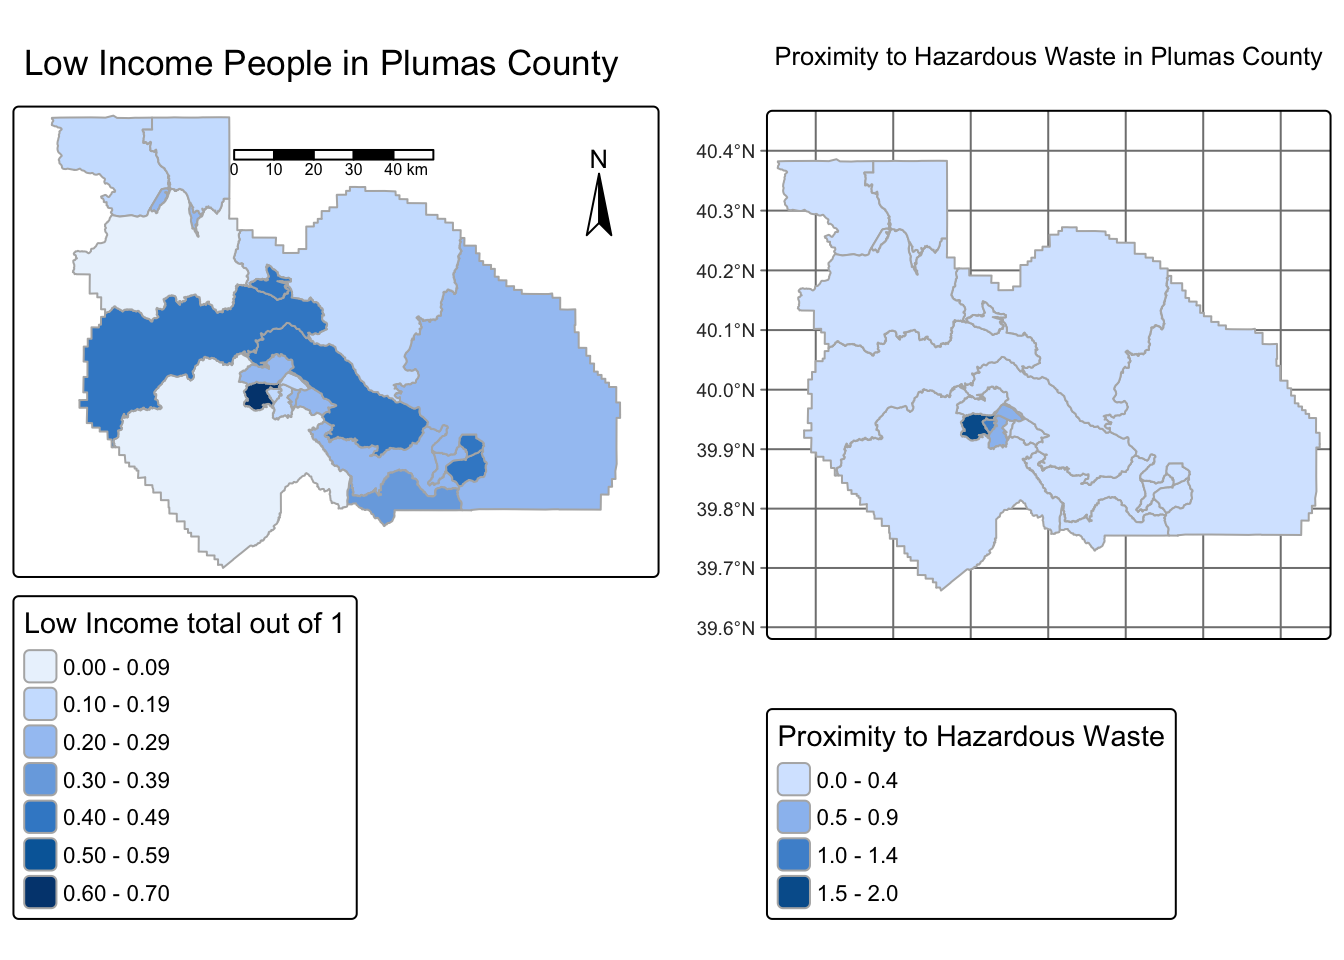 Low Income People in Plumas County
0 10 20 30 40 km
N
Low Income total out of 1
0.00 - 0.09
0.10 - 0.19
0.20 - 0.29
0.30 - 0.39
0.40 - 0.49
0.50 - 0.59
0.60 - 0.70
Proximity to Hazardous Waste in Plumas County
40.4°N
40.3°N
40.2°N
40.1°N
40.0°N
39.9°N
39.8°N
39.7°N
39.6°N
Proximity to Hazardous Waste
0.0 - 0.4
0.5 - 0.9
1.0 - 1.4
1.5 - 2.0